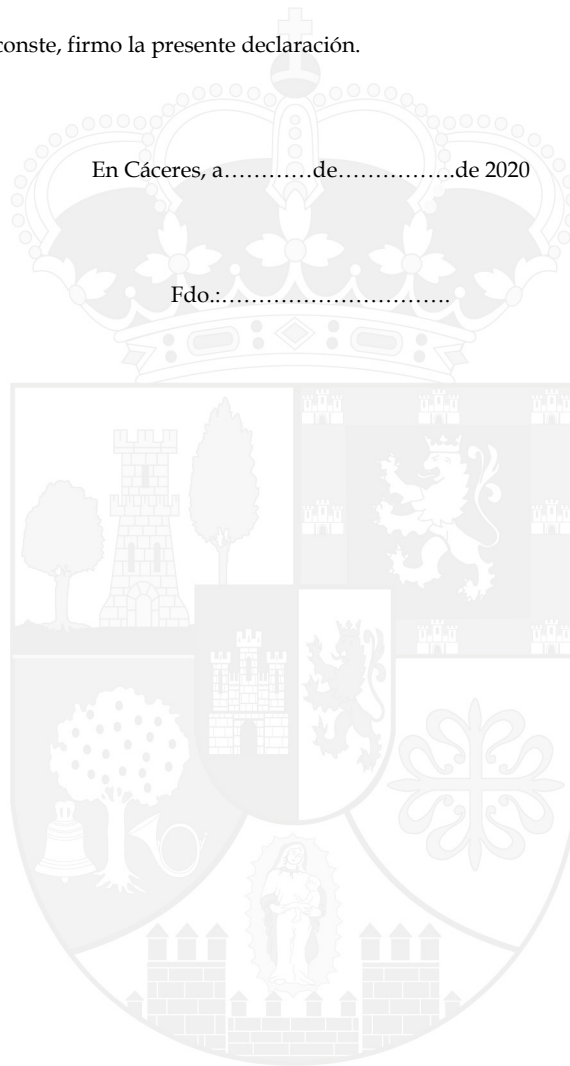 conste, firmo la presente declaración.
En Cáceres, a…………de…………….de 2020
Fdo.:………………………….